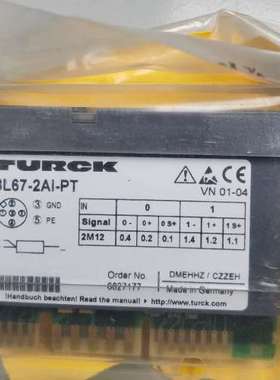 TURCK
BL67-2AI-PT
VN 01-04
③ GND
⑤ PE
IN 0 1
Signal 0 - 0 + 0 S+ 1 - 1 + 1 S+
2M12 0.4 0.2 0.1 1.4 1.2 1.1
Order No. DMEHHZ / CZZEH
6827177 Made in Germany
!Handbuch beachten! Read the manual! http://www.turck.com